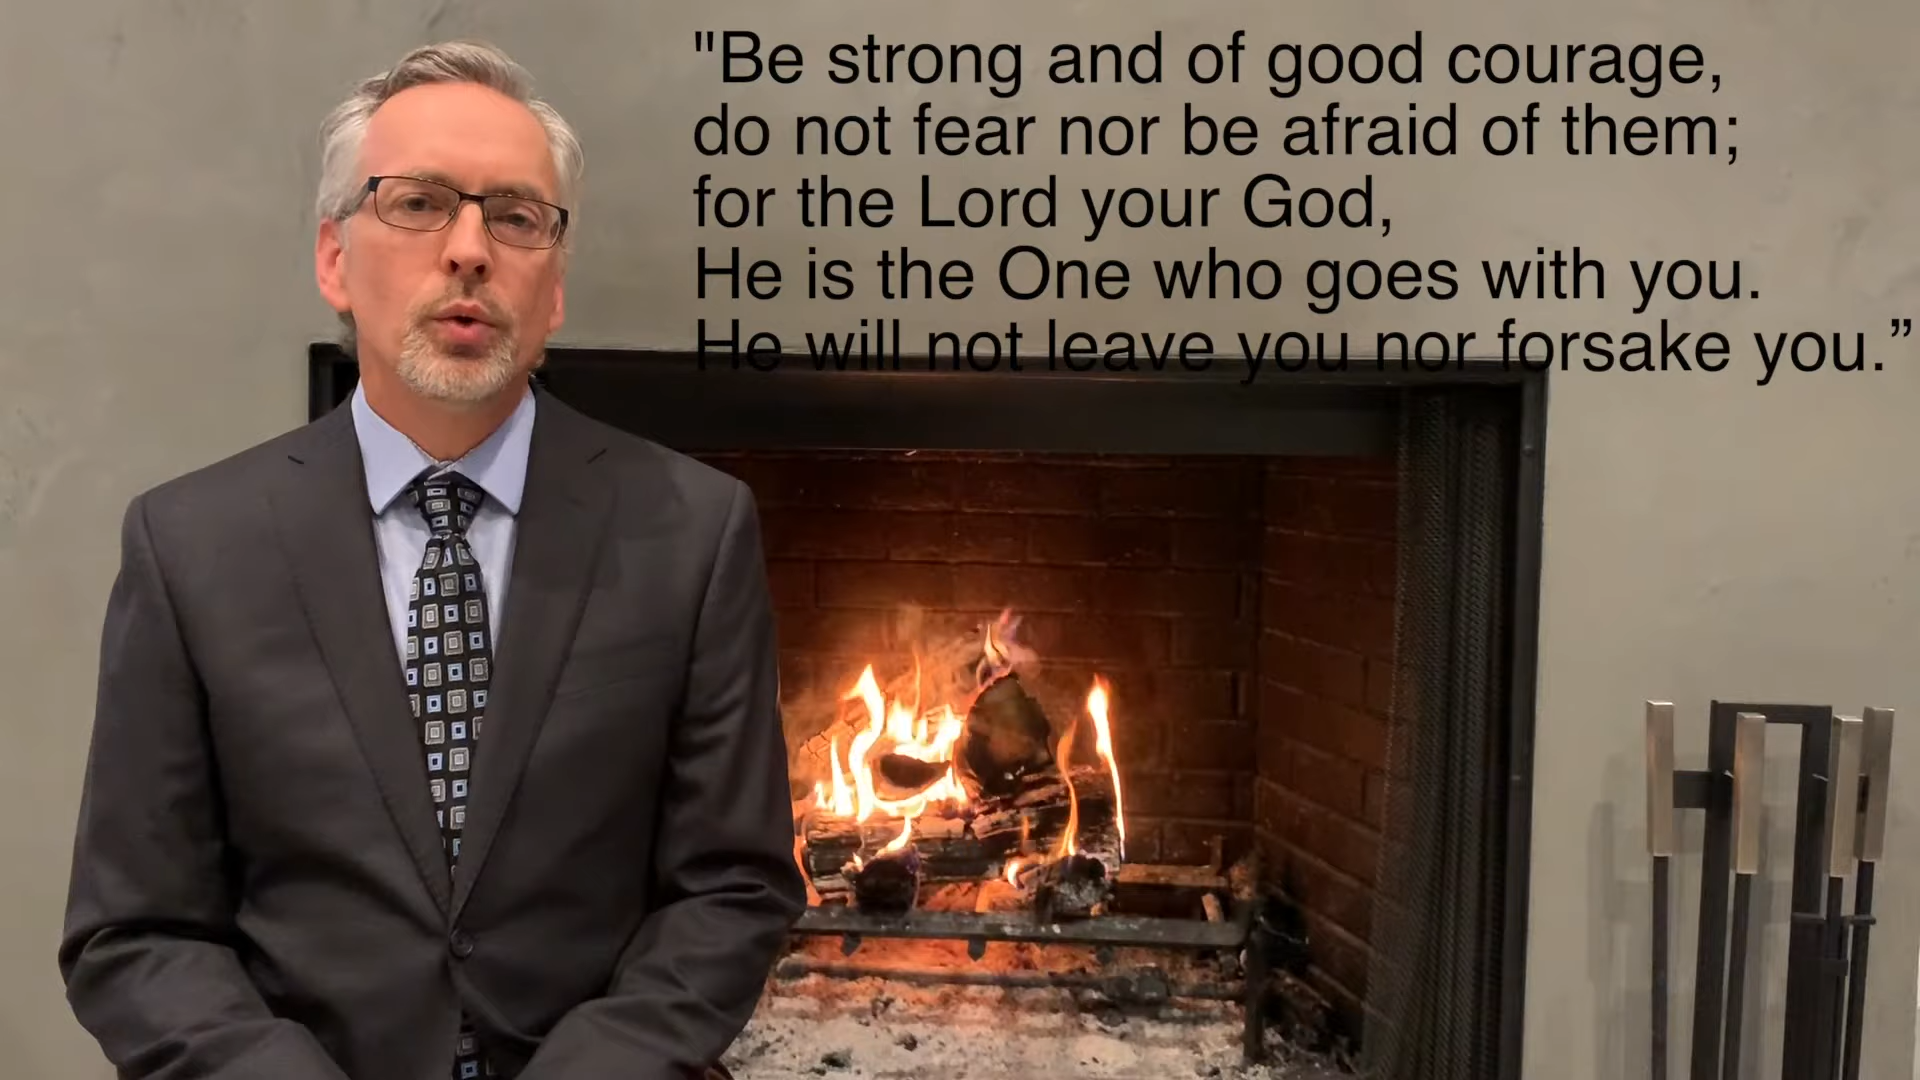 "Be strong and of good courage,
do not fear nor be afraid of them;
for the Lord your God,
He is the One who goes with you.
He will not leave you nor forsake you.”